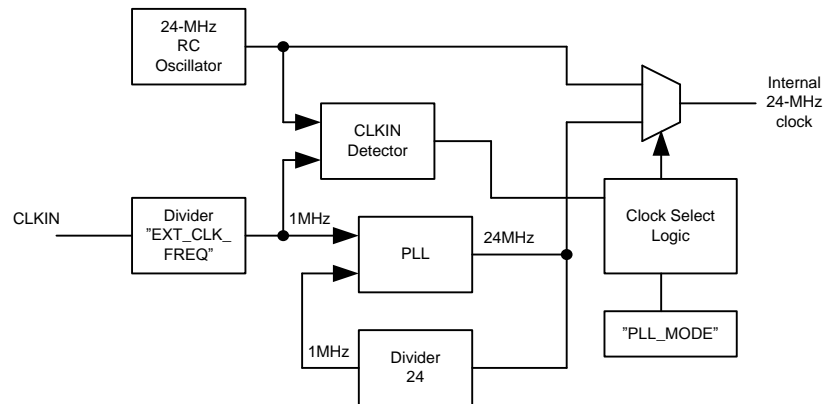 24-MHz
RC
Oscillator
Internal
24-MHz
clock
CLKIN
Detector
CLKIN
Divider
"EXT_CLK_
FREQ"
1MHz
PLL
24MHz
Clock Select
Logic
1MHz
Divider
24
"PLL_MODE"